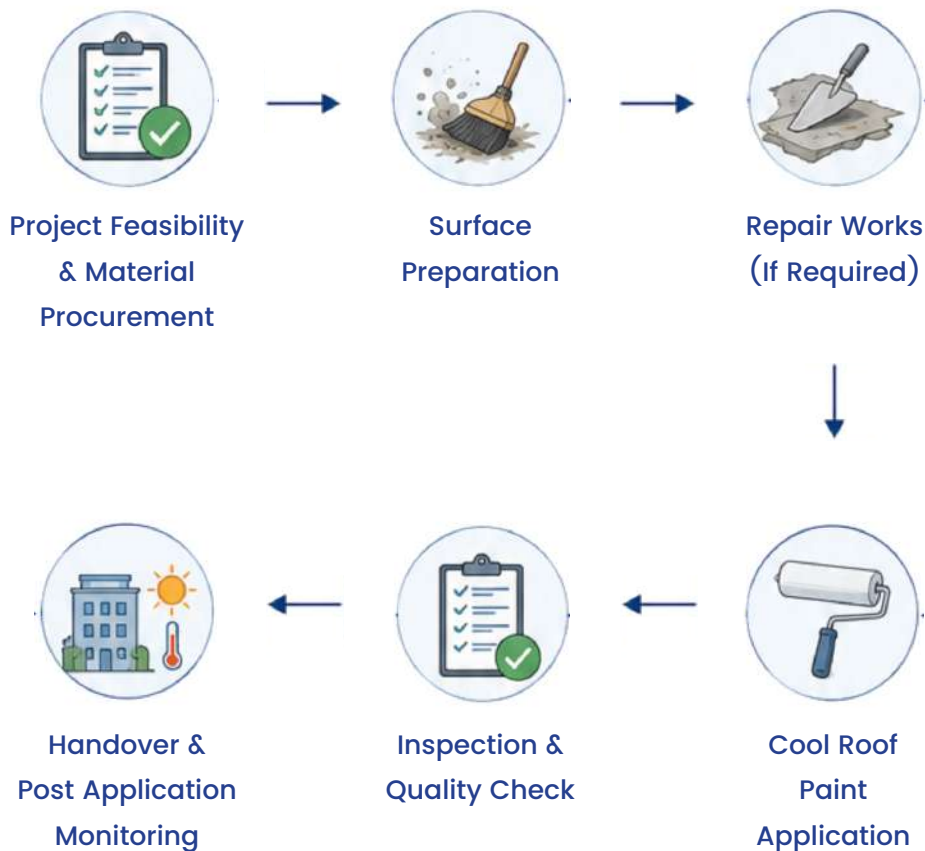 Project Feasibility
& Material
Procurement
Surface
Preparation
Repair Works
(If Required)
Cool Roof
Paint
Application
Inspection &
Quality Check
Handover &
Post Application
Monitoring